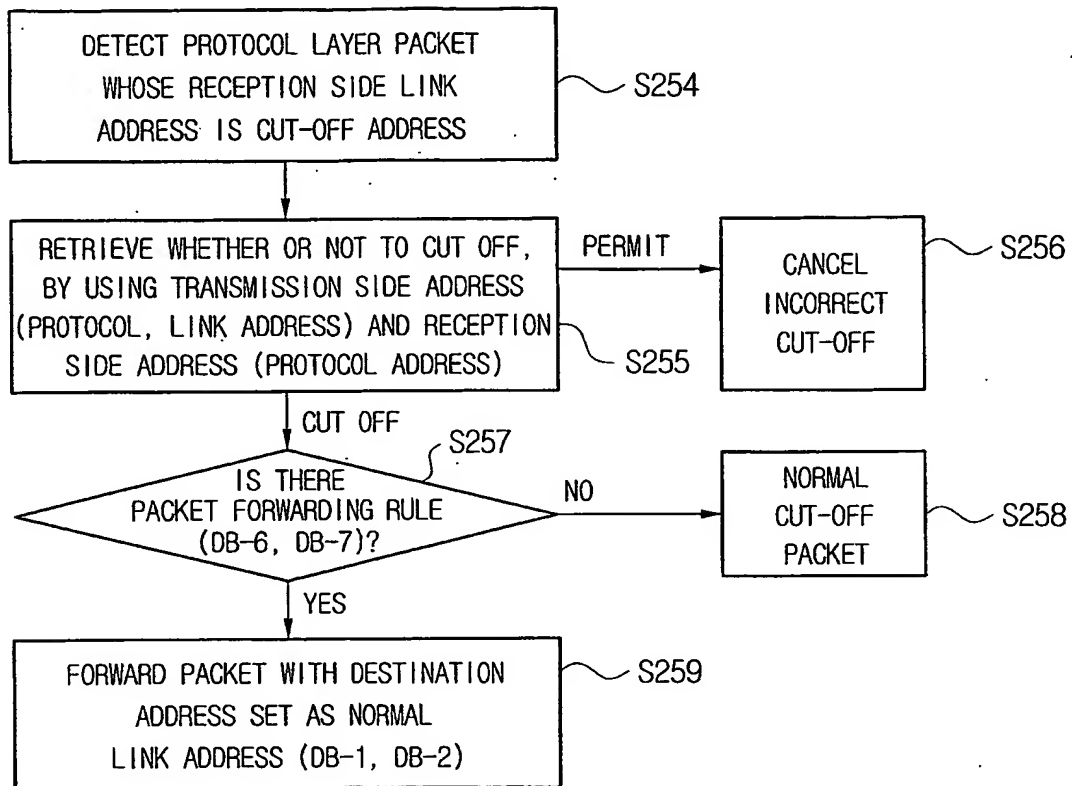 DETECT PROTOCOL LAYER PACKET
WHOSE RECEPTION SIDE LINK
ADDRESS IS CUT-OFF ADDRESS
S254
RETRIEVE WHETHER OR NOT TO CUT OFF,
BY USING TRANSMISSION SIDE ADDRESS
(PROTOCOL, LINK ADDRESS) AND RECEPTION
SIDE ADDRESS (PROTOCOL ADDRESS)
S255
PERMIT
CANCEL
INCORRECT
CUT-OFF
S256
CUT OFF
S257
IS THERE
PACKET FORWARDING RULE
(DB-6, DB-7)?
NO
NORMAL
CUT-OFF
PACKET
S258
YES
FORWARD PACKET WITH DESTINATION
ADDRESS SET AS NORMAL
LINK ADDRESS (DB-1, DB-2)
S259